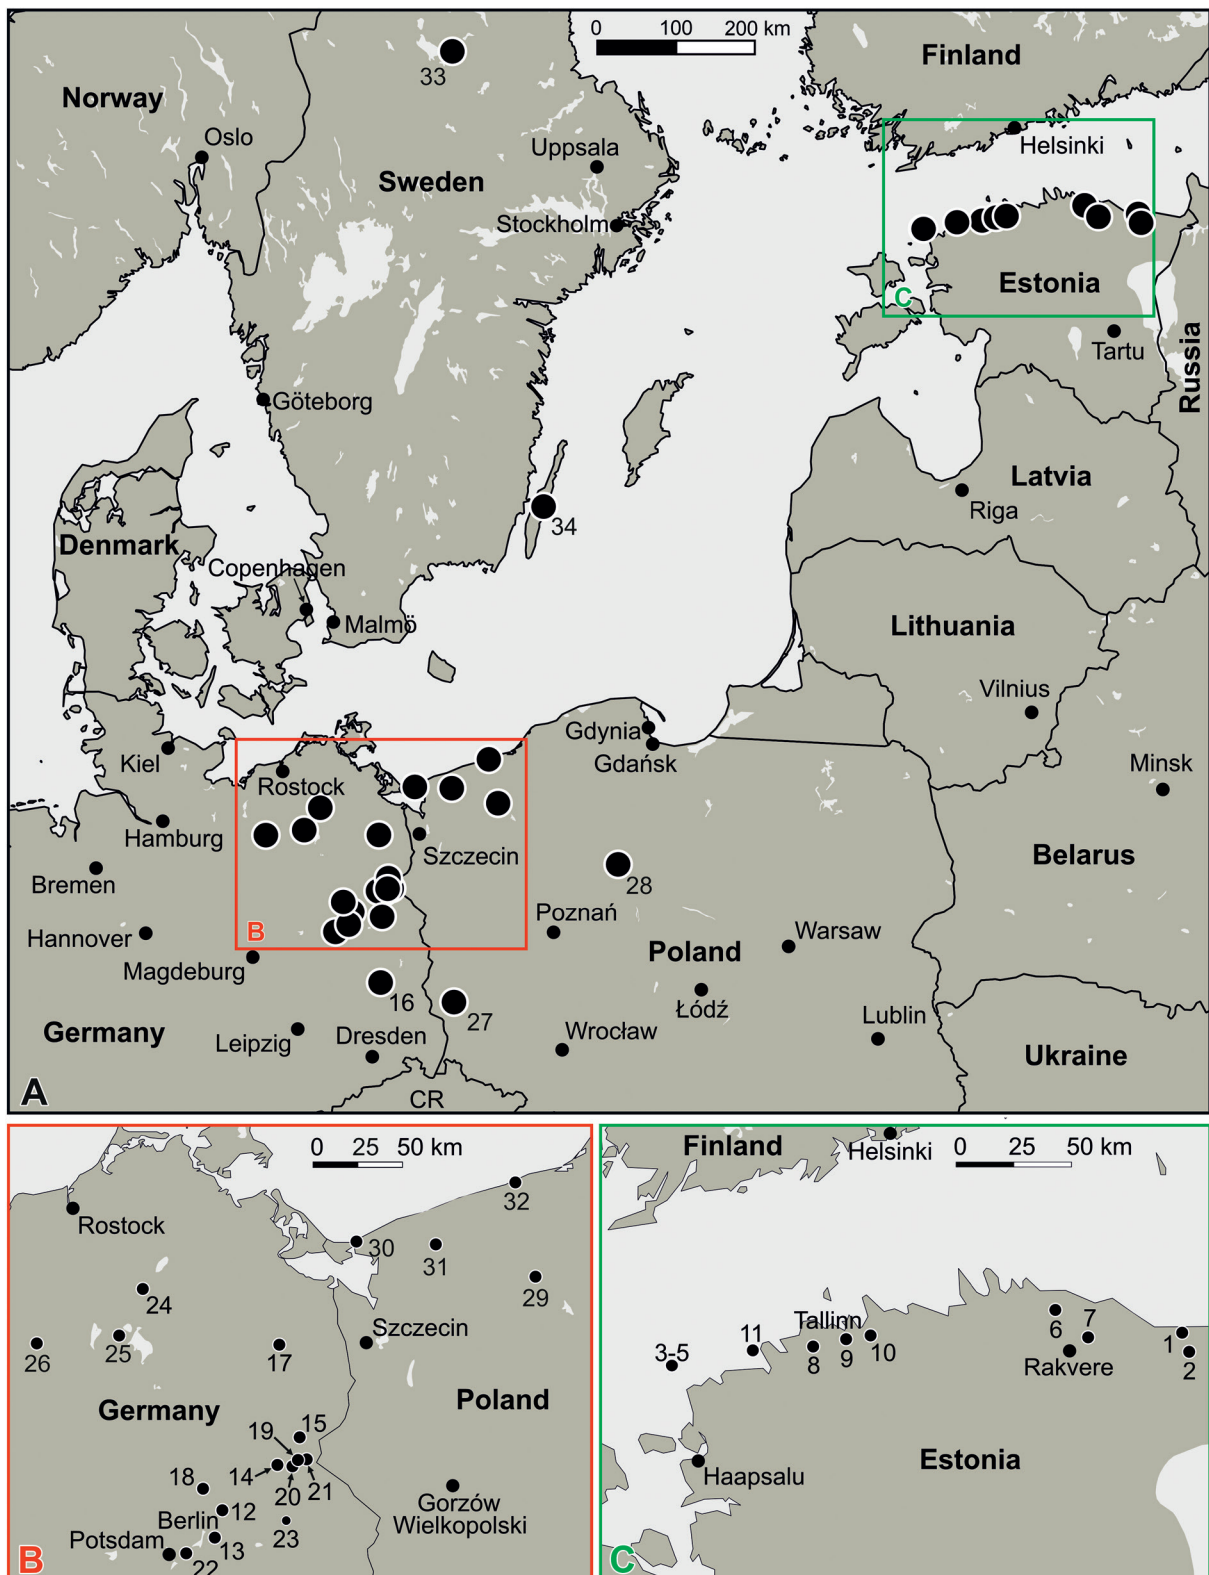 0 100 200 km
Finland
33
Norway
Oslo
Helsinki
Uppsala
Sweden
Stockholm
Estonia
C
Tartu
Russia
Göteborg
Latvia
Riga
34
Denmark
Copenhagen
Malmö
Lithuania
Vilnius
Gdynia
Gdańsk
Kiel
Rostock
Minsk
Hamburg
Szczecin
Belarus
Bremen
28
Poznań
B
Hannover
Warsaw
Magdeburg
Poland
16
27
Łódź
Germany
Leipzig
Dresden
Wrocław
Lublin
Ukraine
A
CR
0 25 50 km
32
Rostock
30
31
29
24
Szczecin
25
26
17
Germany
Poland
15
19
14
20
21
18
12
Gorzów
Wielkopolski
Berlin
23
Potsdam
13
22
B
Finland
Helsinki
0 25 50 km
Tallinn
6
7
1
11
3-5
8
9
10
Rakvere
2
Estonia
Haapsalu
C